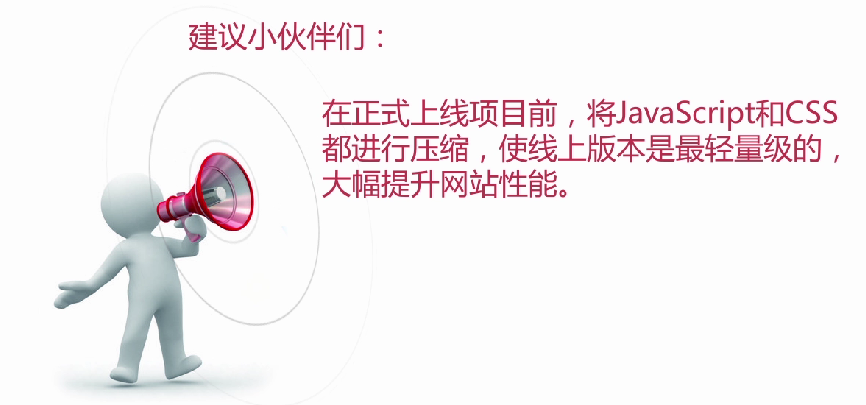 建议小伙伴们：
在正式上线项目前，将JavaScript和CSS
都进行压缩，使线上版本是最轻量级的，
大幅提升网站性能。